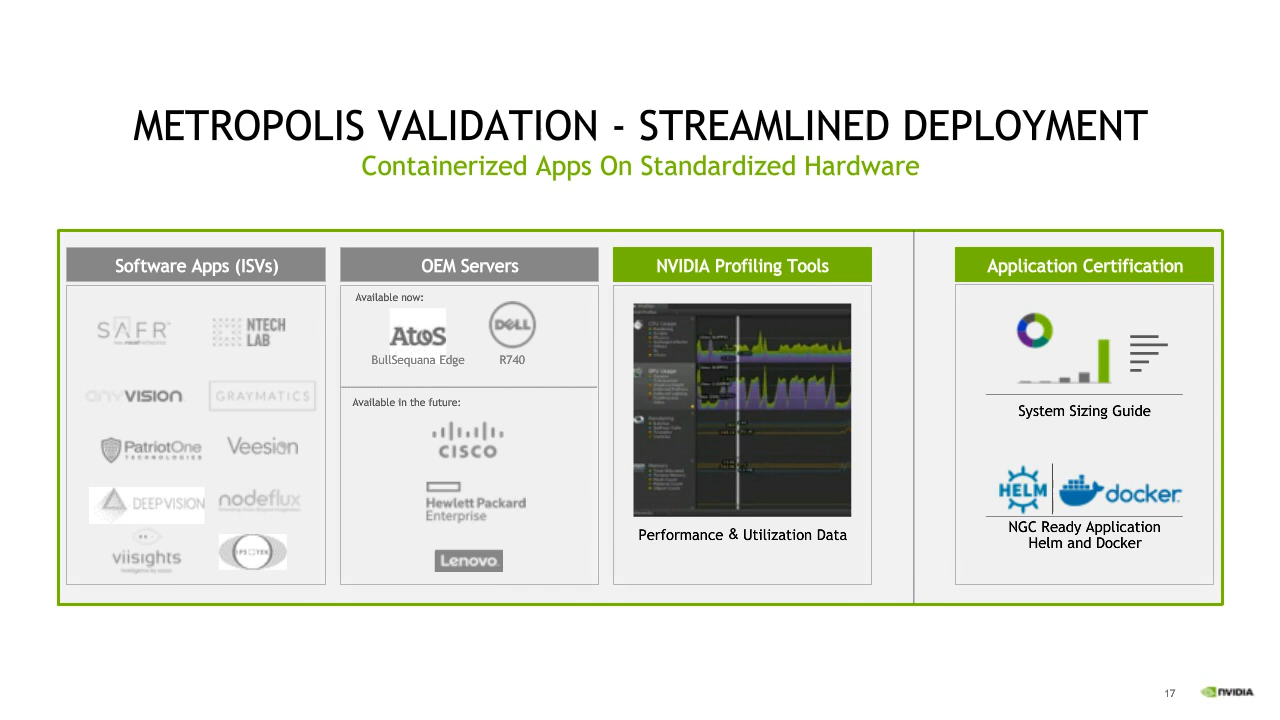 METROPOLIS VALIDATION - STREAMLINED DEPLOYMENT
Containerized Apps On Standardized Hardware
Software Apps (ISVs)
SAFR™
NTECH
LAB
ANYVISION
GRAYMATICS
PATRIOTONE
TECHNOLOGIES
Veesion
DEEPVISION
nodeflux
viisights
OEM Servers
Available now:
Atos
DELL
BullSequana Edge
R740
Available in the future:
CISCO
Hewlett Packard
Enterprise
Lenovo
NVIDIA Profiling Tools
Performance & Utilization Data
Application Certification
System Sizing Guide
HELM
docker
NGC Ready Application
Helm and Docker
17
NVIDIA